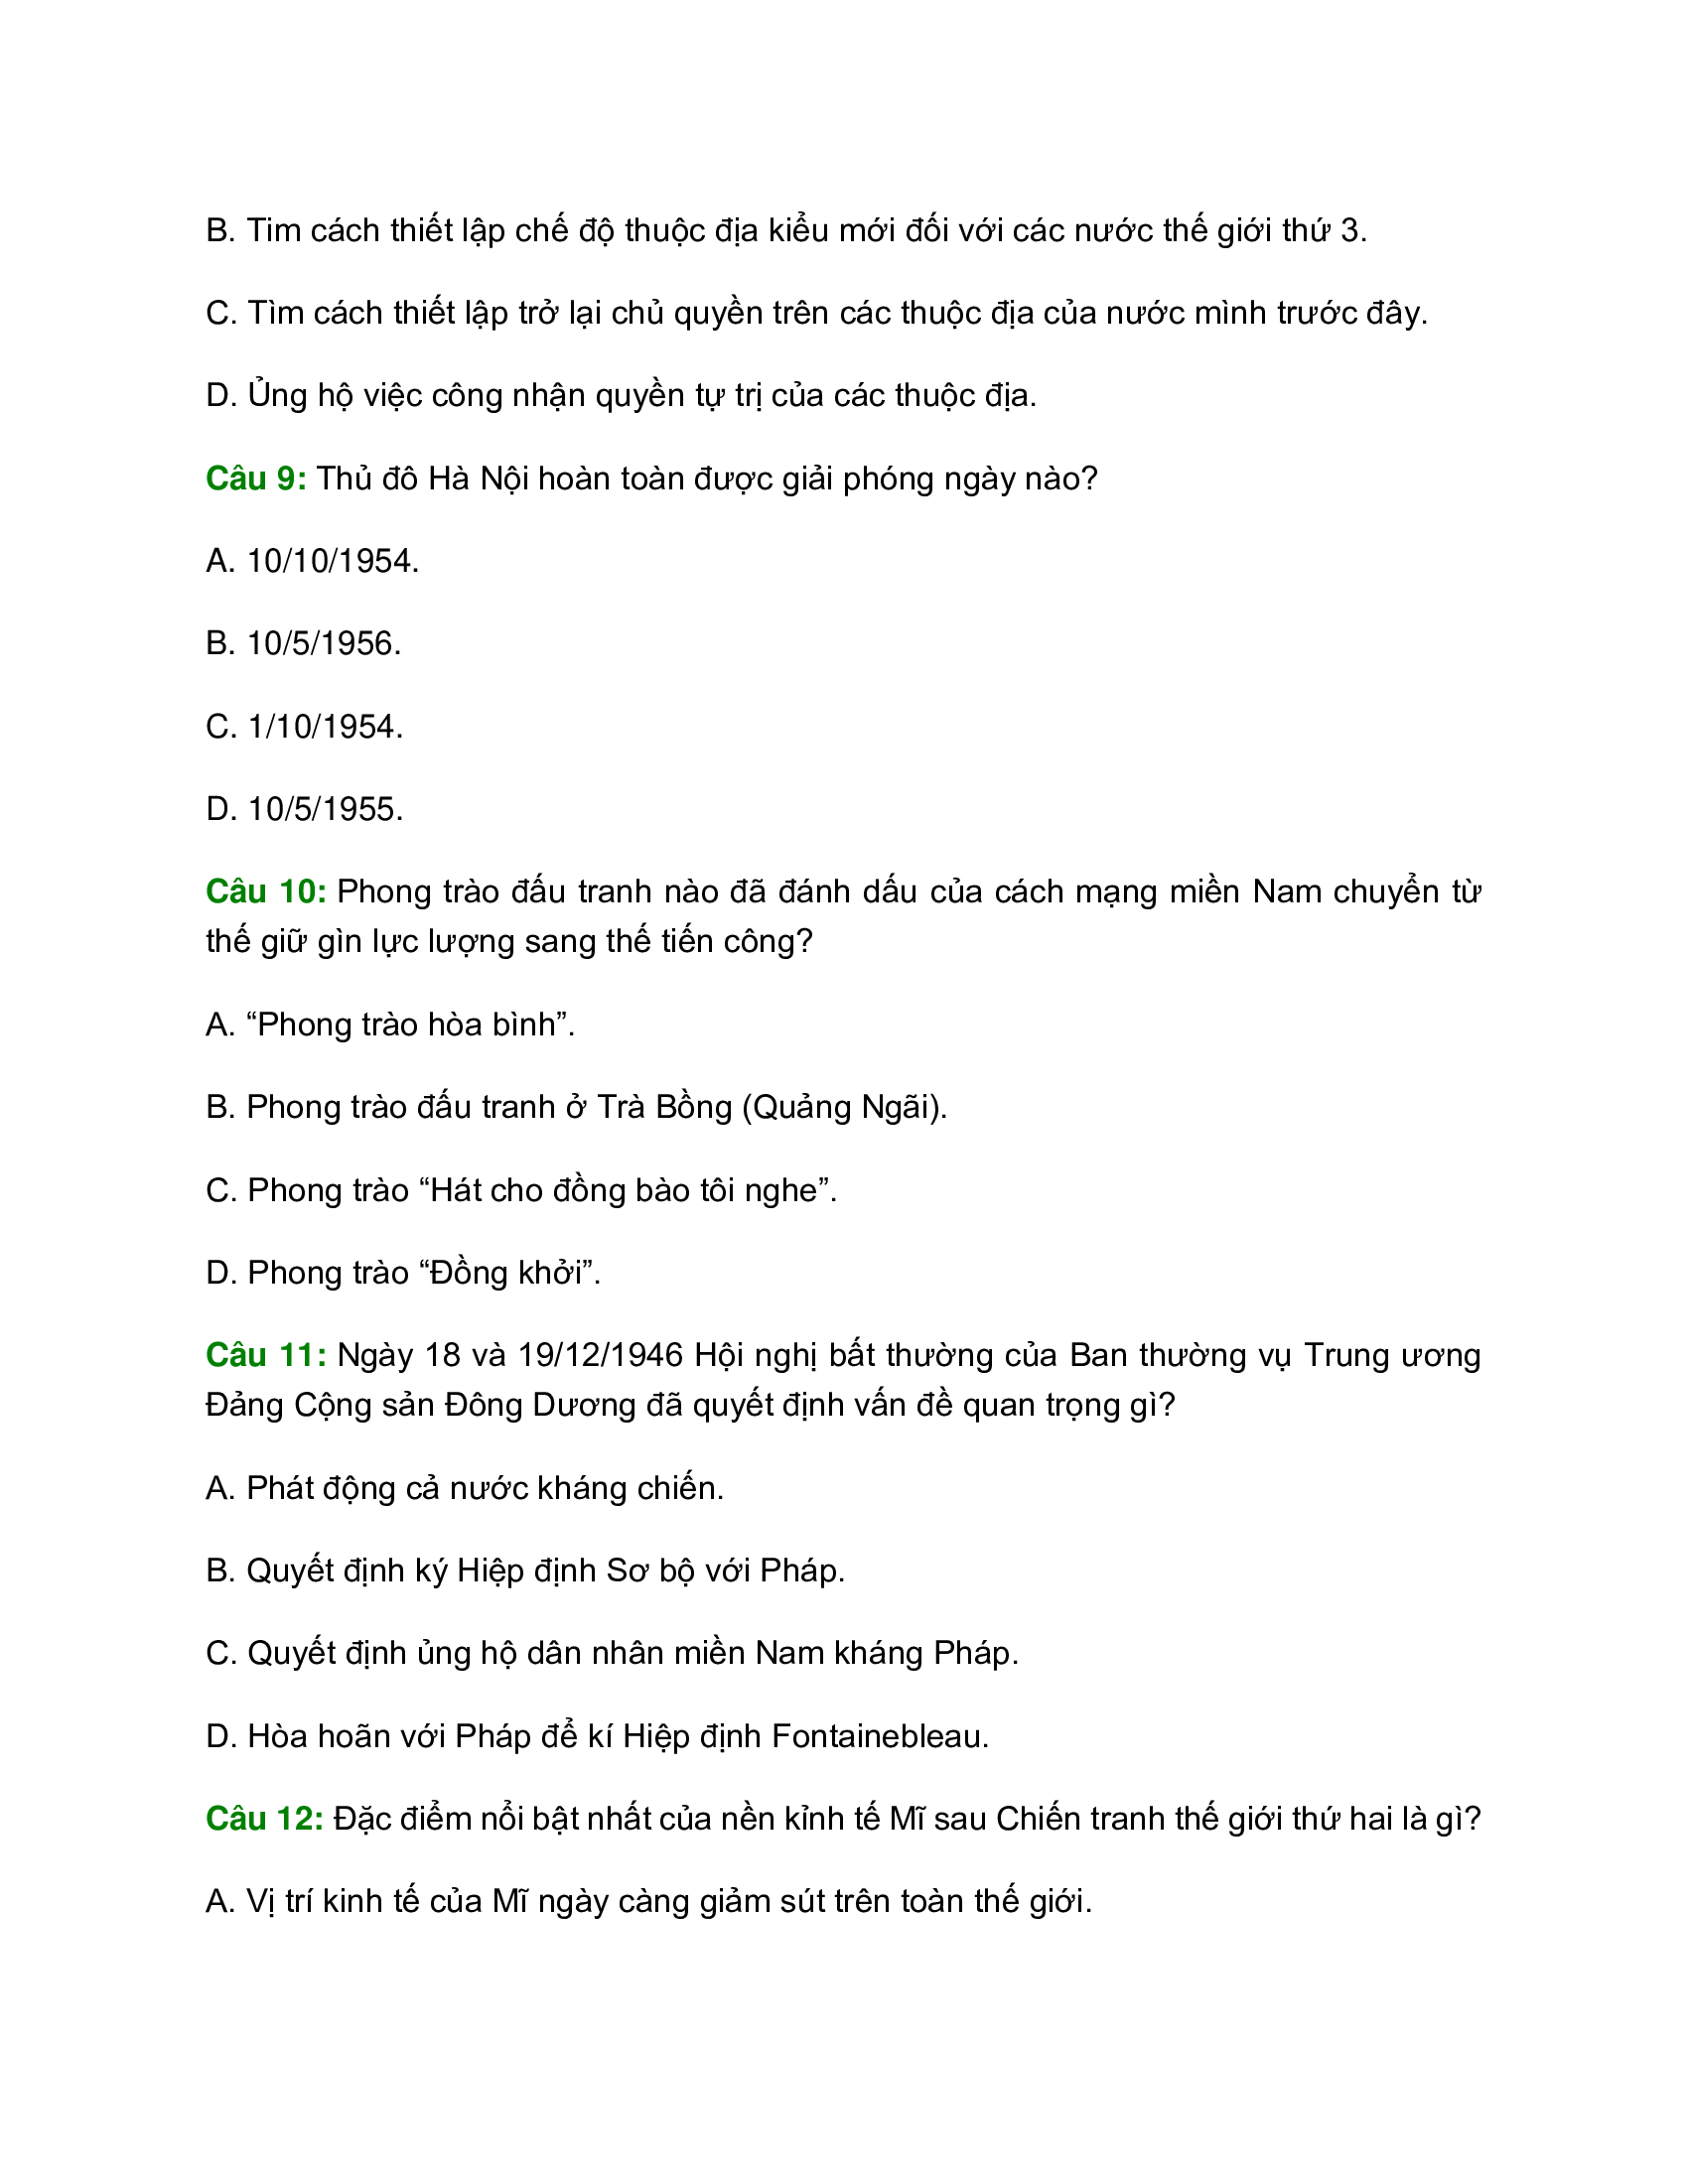 B. Tim cách thiết lập chế độ thuộc địa kiểu mới đối với các nước thế giới thứ 3.
C. Tìm cách thiết lập trở lại chủ quyền trên các thuộc địa của nước mình trước đây.
D. Ủng hộ việc công nhận quyền tự trị của các thuộc địa.
Câu 9: Thủ đô Hà Nội hoàn toàn được giải phóng ngày nào?
A. 10/10/1954.
B. 10/5/1956.
C. 1/10/1954.
D. 10/5/1955.
Câu 10: Phong trào đấu tranh nào đã đánh dấu của cách mạng miền Nam chuyển từ
thế giữ gìn lực lượng sang thế tiến công?
A. “Phong trào hòa bình”.
B. Phong trào đấu tranh ở Trà Bồng (Quảng Ngãi).
C. Phong trào “Hát cho đồng bào tôi nghe”.
D. Phong trào “Đồng khởi”.
Câu 11: Ngày 18 và 19/12/1946 Hội nghị bất thường của Ban thường vụ Trung ương
Đảng Cộng sản Đông Dương đã quyết định vấn đề quan trọng gì?
A. Phát động cả nước kháng chiến.
B. Quyết định ký Hiệp định Sơ bộ với Pháp.
C. Quyết định ủng hộ dân nhân miền Nam kháng Pháp.
D. Hòa hoãn với Pháp để kí Hiệp định Fontainebleau.
Câu 12: Đặc điểm nổi bật nhất của nền kỉnh tế Mĩ sau Chiến tranh thế giới thứ hai là gì?
A. Vị trí kinh tế của Mĩ ngày càng giảm sút trên toàn thế giới.